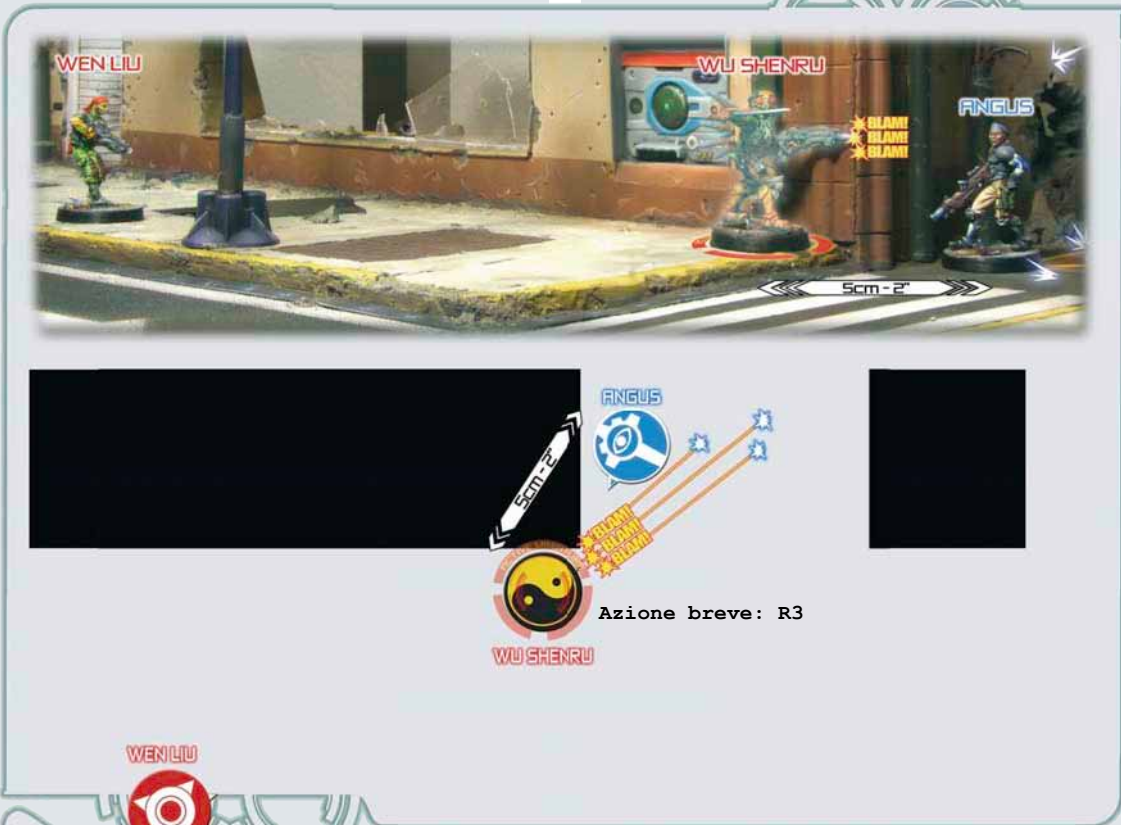 WEN LIU
WU SHENRU
ANGUS
BLAM!
BLAM!
BLAM!
5cm - 2"
ANGUS
5cm - 2"
BLAM!
BLAM!
BLAM!
Azione breve: R3
WU SHENRU
WEN LIU